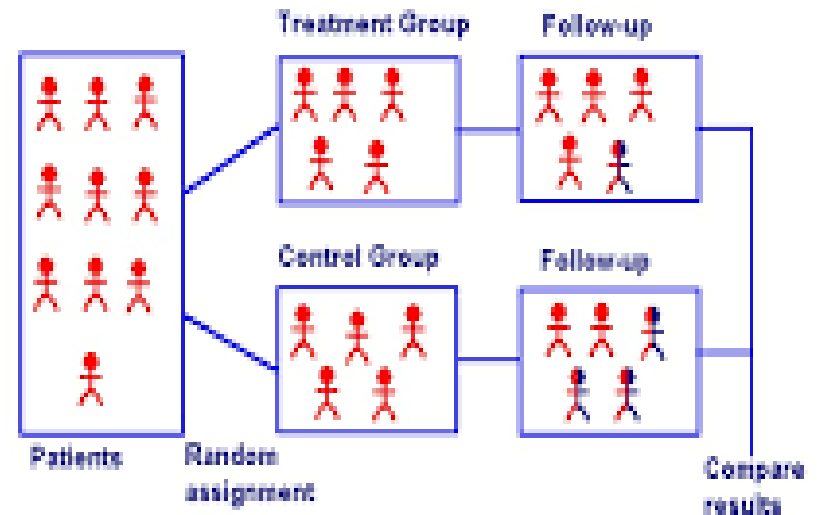 Treatment Group
Follow-up
Control Group
Follow-up
Patients
Random
assignment
Compare
results